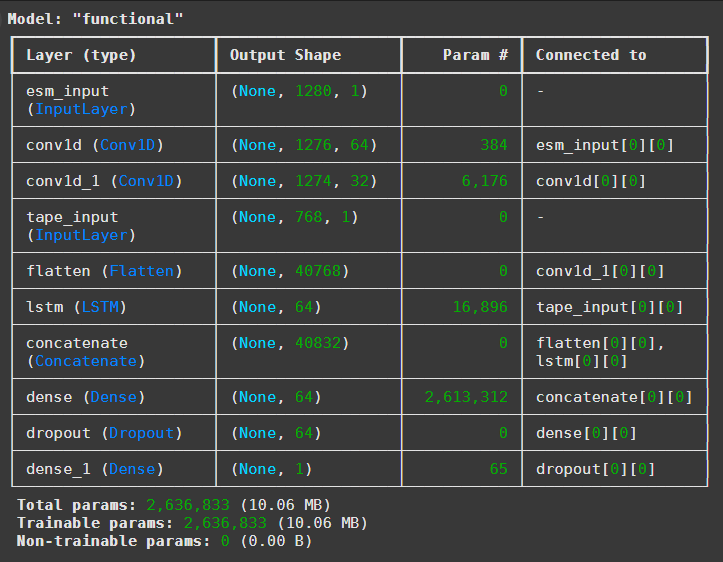 Model: "functional"
Layer (type) Output Shape Param # Connected to
esm_input (None, 1280, 1) 0 -
(InputLayer)
conv1d (Conv1D) (None, 1276, 64) 384 esm_input[0][0]
conv1d_1 (Conv1D) (None, 1274, 32) 6,176 conv1d[0][0]
tape_input (None, 768, 1) 0 -
(InputLayer)
flatten (Flatten) (None, 40768) 0 conv1d_1[0][0]
lstm (LSTM) (None, 64) 16,896 tape_input[0][0]
concatenate (None, 40832) 0 flatten[0][0],
(Concatenate) lstm[0][0]
dense (Dense) (None, 64) 2,613,312 concatenate[0][0]
dropout (Dropout) (None, 64) 0 dense[0][0]
dense_1 (Dense) (None, 1) 65 dropout[0][0]
Total params: 2,636,833 (10.06 MB)
Trainable params: 2,636,833 (10.06 MB)
Non-trainable params: 0 (0.00 B)